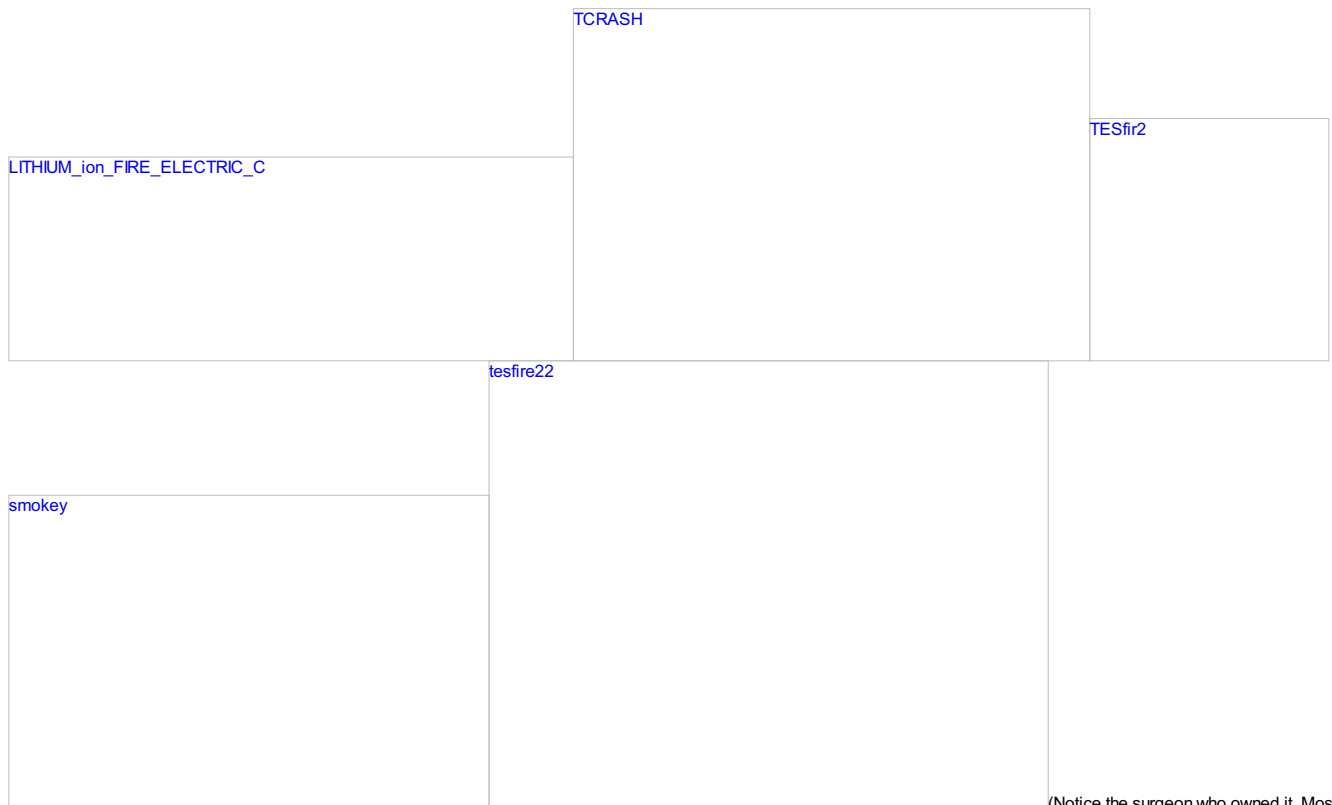 TCRASH
TESfir2
LITHIUM_ion_FIRE_ELECTRIC_C
tesfire22
smokey
(Notice the surgeon who owned it. Mos